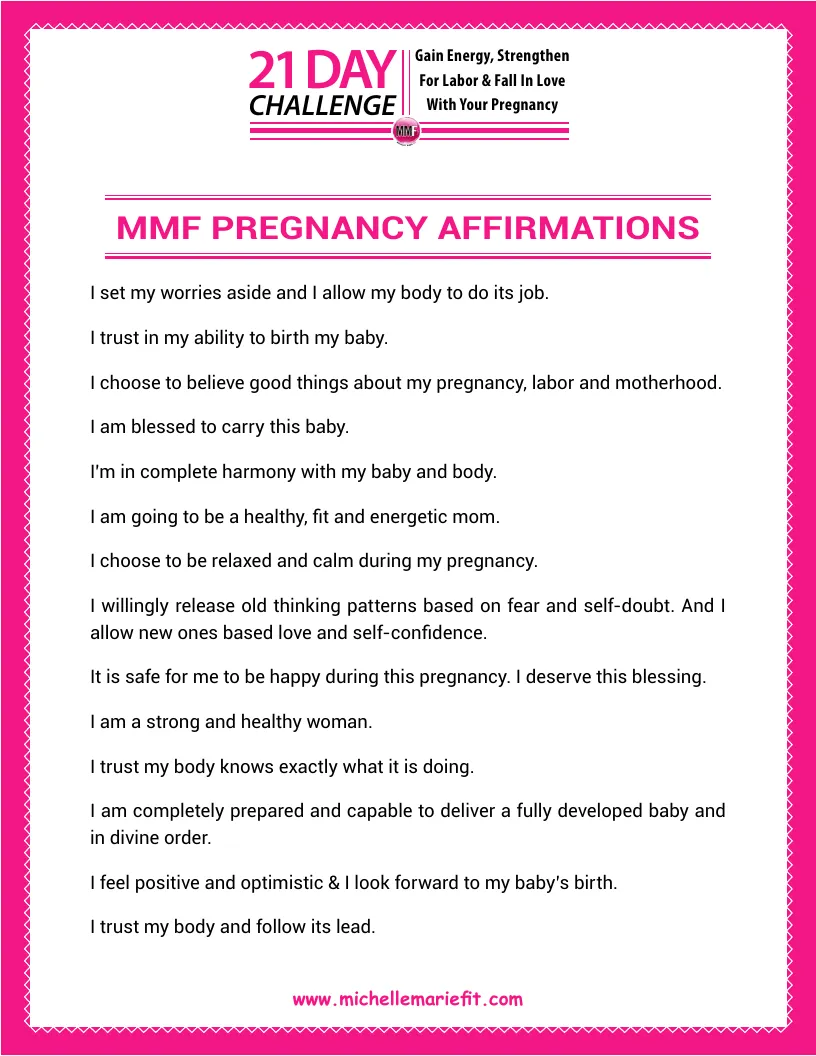 21 DAY
CHALLENGE
Gain Energy, Strengthen
For Labor & Fall In Love
With Your Pregnancy
MMF
MMF PREGNANCY AFFIRMATIONS
I set my worries aside and I allow my body to do its job.
I trust in my ability to birth my baby.
I choose to believe good things about my pregnancy, labor and motherhood.
I am blessed to carry this baby.
I'm in complete harmony with my baby and body.
I am going to be a healthy, fit and energetic mom.
I choose to be relaxed and calm during my pregnancy.
I willingly release old thinking patterns based on fear and self-doubt. And I
allow new ones based love and self-confidence.
It is safe for me to be happy during this pregnancy. I deserve this blessing.
I am a strong and healthy woman.
I trust my body knows exactly what it is doing.
I am completely prepared and capable to deliver a fully developed baby and
in divine order.
I feel positive and optimistic & I look forward to my baby's birth.
I trust my body and follow its lead.
www.michellemariefit.com